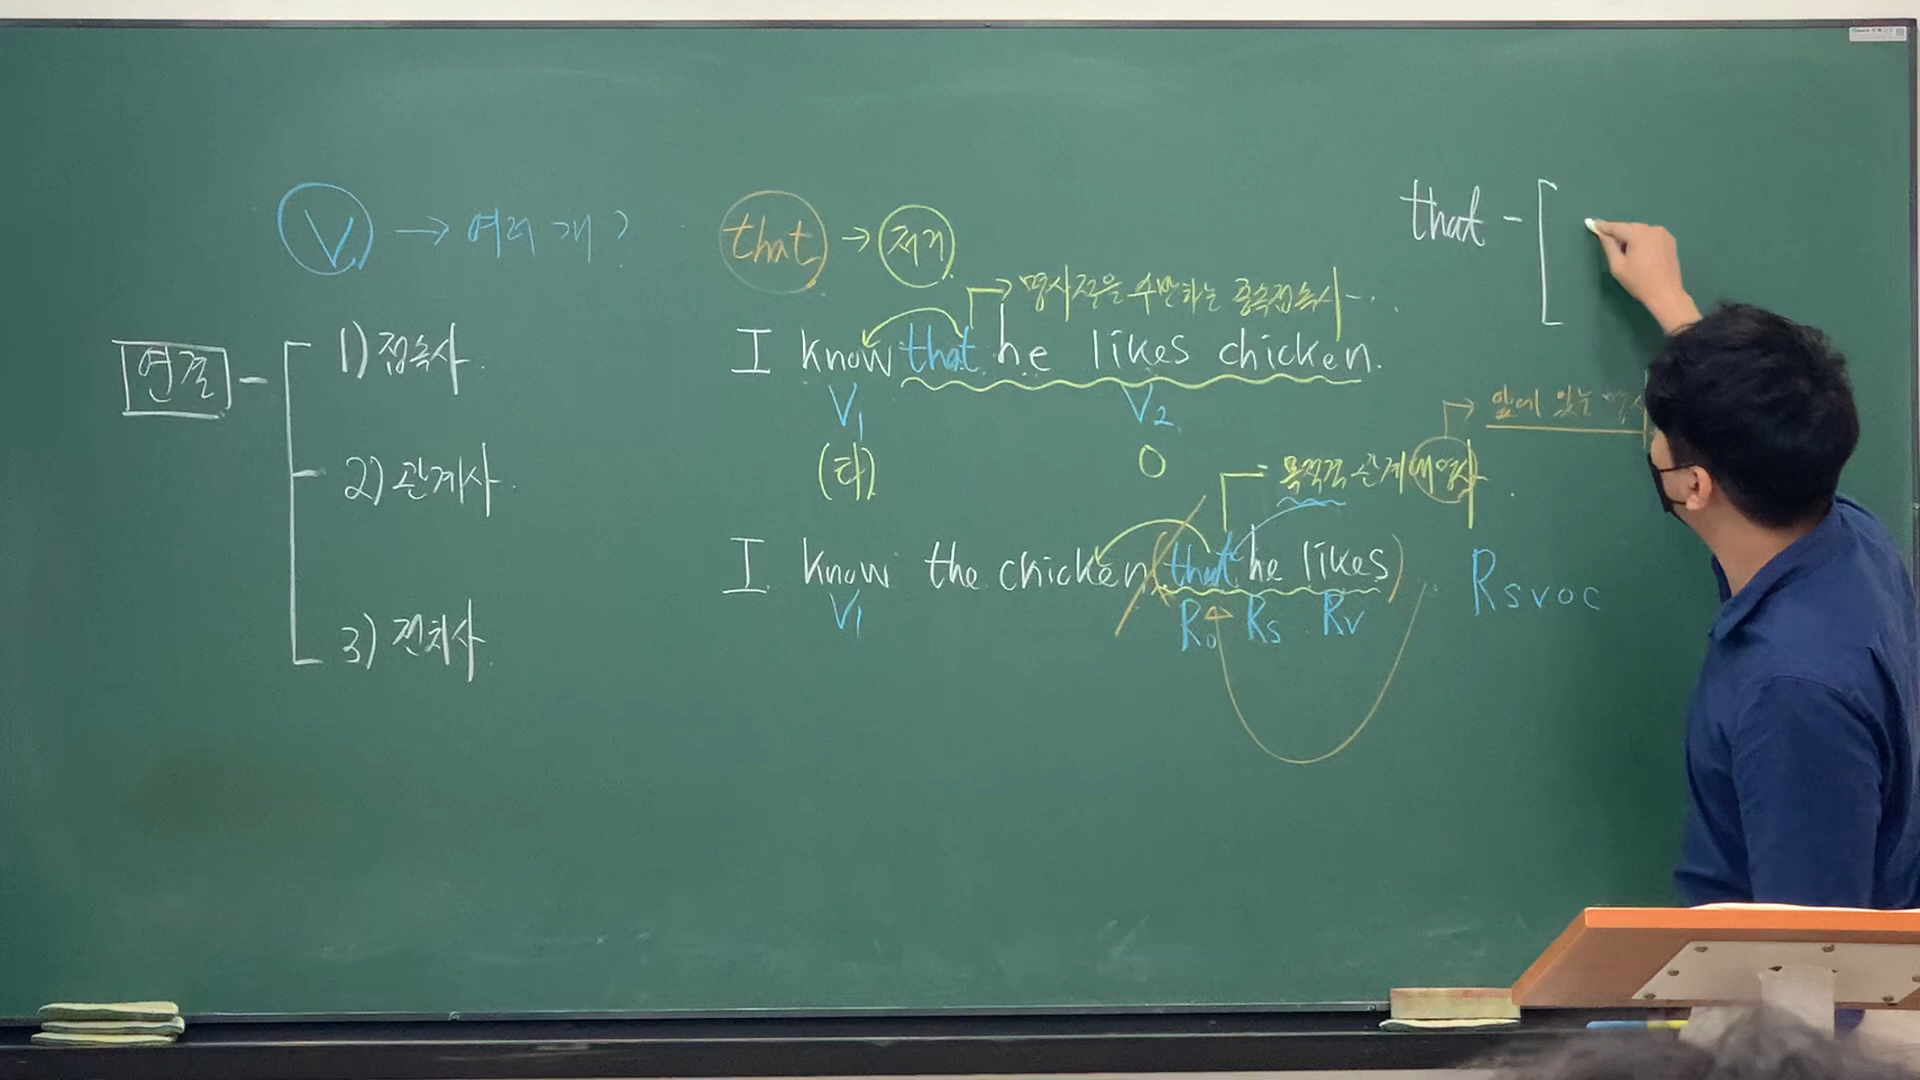 V → 여러 개?
연결 - 1) 접속사
2) 관계사
3) 전치사
that → 저거
명사절을 수반하는 종속접속사
I know that he likes chicken.
V1 V2
(타) O
목적격 관계대명사
I know the chicken (that he likes)
V1 Ro Rs Rv
that - [
앞에 있는 명
Rsvoc